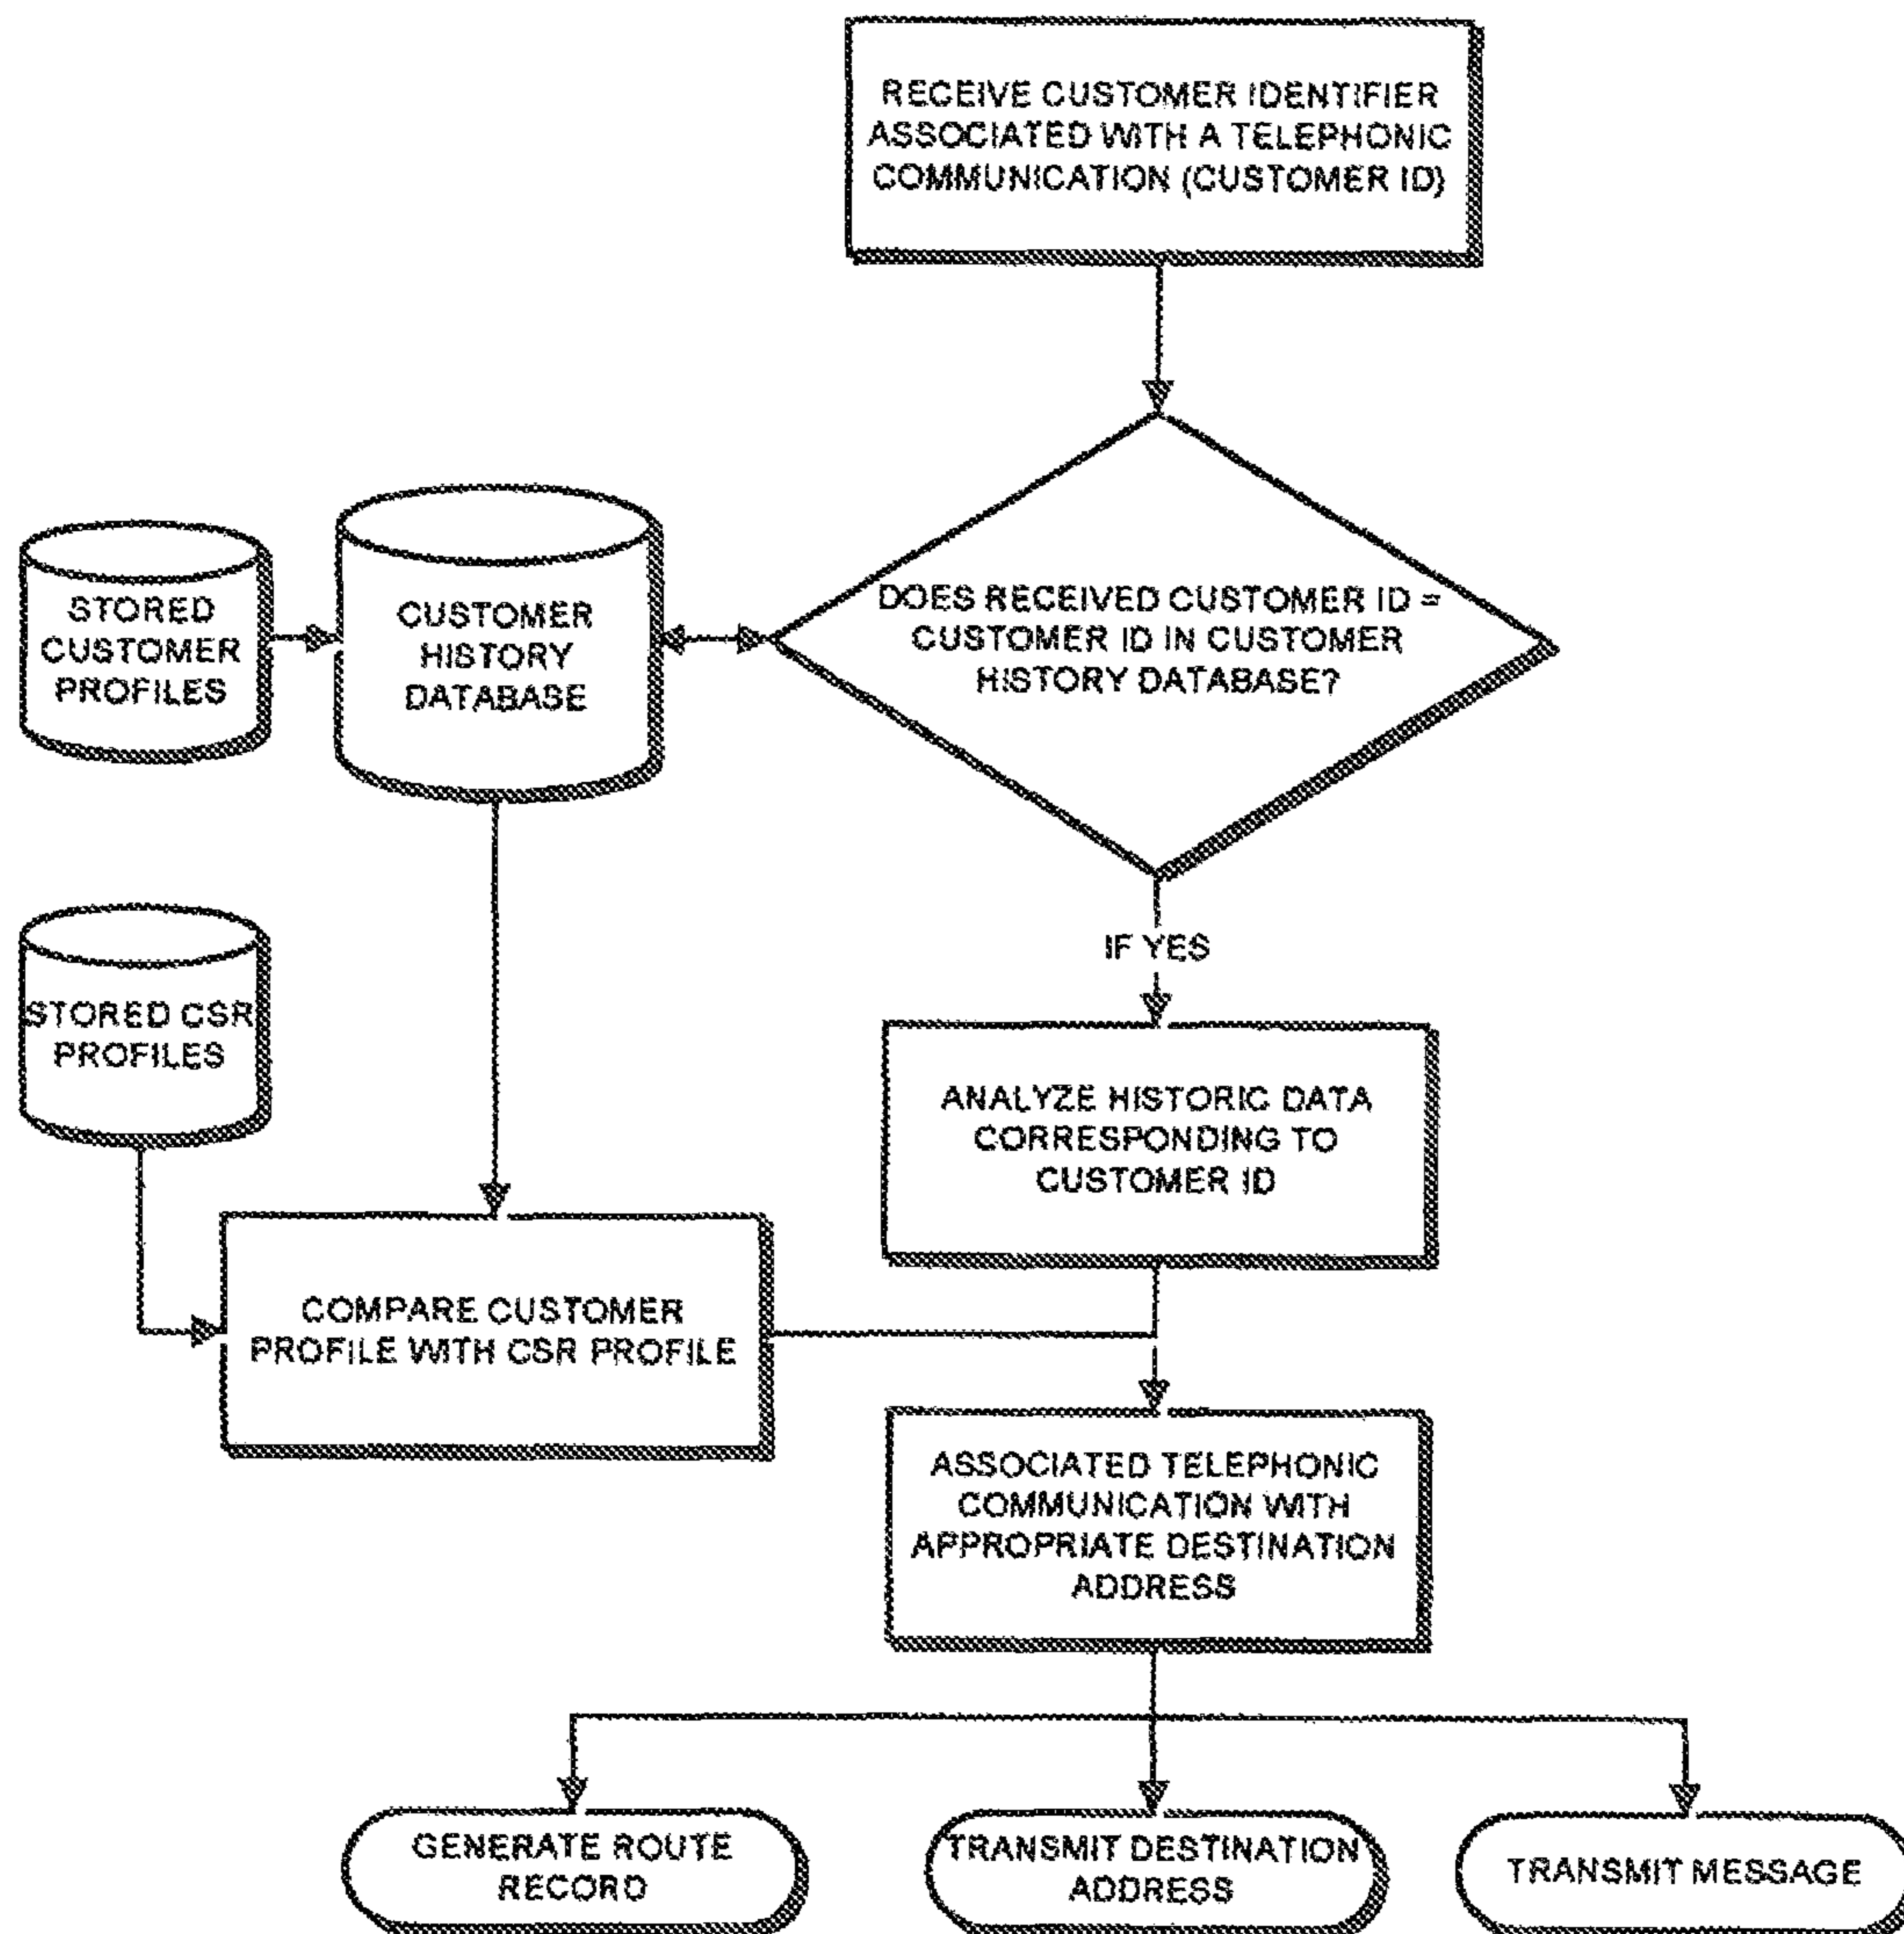 RECEIVE CUSTOMER IDENTIFIER
ASSOCIATED WITH A TELEPHONIC
COMMUNICATION (CUSTOMER ID)
STORED
CUSTOMER
PROFILES
CUSTOMER
HISTORY
DATABASE
DOES RECEIVED CUSTOMER ID =
CUSTOMER ID IN CUSTOMER
HISTORY DATABASE?
IF YES
STORED CSR
PROFILES
ANALYZE HISTORIC DATA
CORRESPONDING TO
CUSTOMER ID
COMPARE CUSTOMER
PROFILE WITH CSR PROFILE
ASSOCIATED TELEPHONIC
COMMUNICATION WITH
APPROPRIATE DESTINATION
ADDRESS
GENERATE ROUTE
RECORD
TRANSMIT DESTINATION
ADDRESS
TRANSMIT MESSAGE